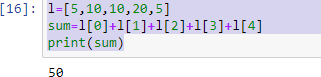 [16]: l=[5,10,10,20,5]
sum=l[0]+l[1]+l[2]+l[3]+l[4]
print(sum)
50